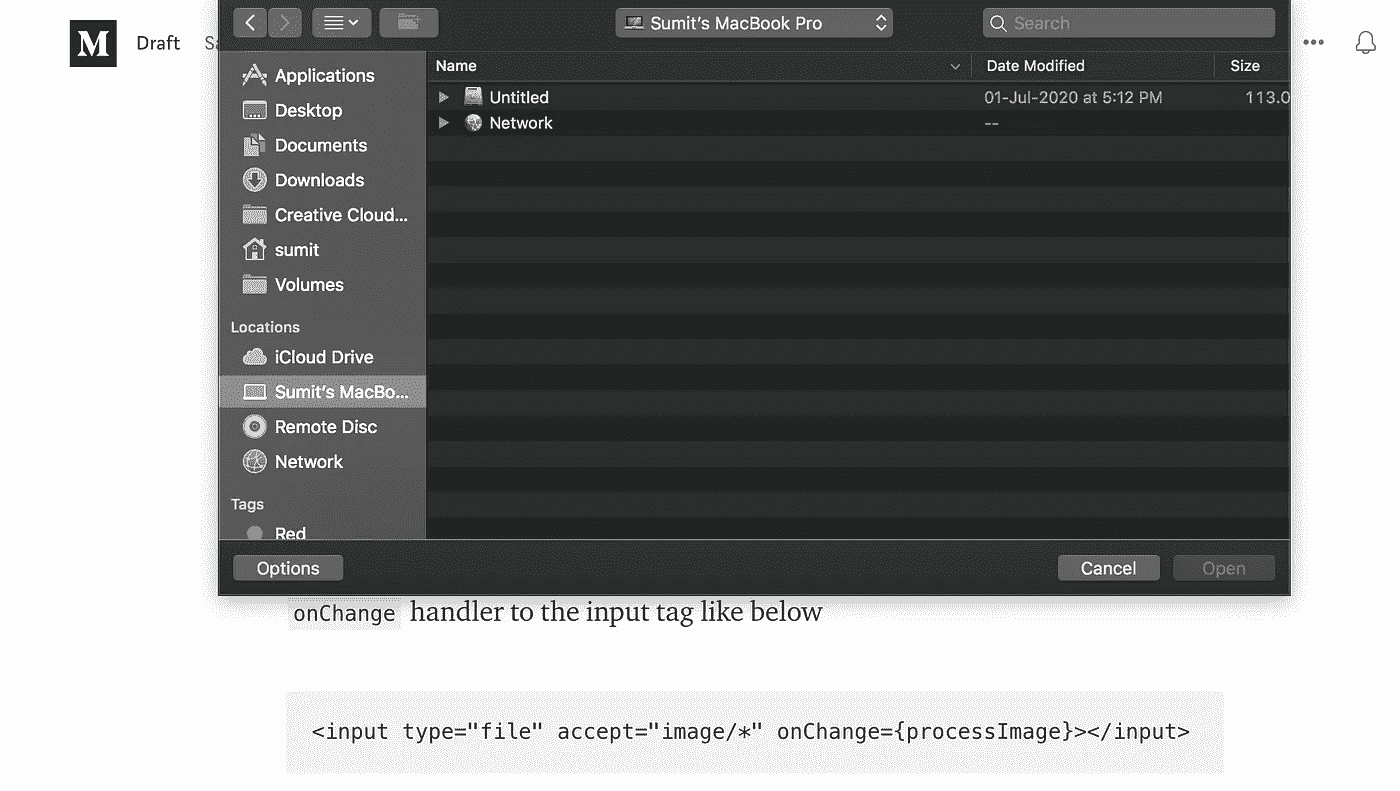 M Draft Sa
Sumit's MacBook Pro
Search
Applications
Desktop
Documents
Downloads
Creative Cloud...
sumit
Volumes
Locations
iCloud Drive
Sumit's MacBo...
Remote Disc
Network
Tags
Red
Name Date Modified Size
Untitled 01-Jul-2020 at 5:12 PM 113.0
Network --
Options Cancel Open
onChange handler to the input tag like below
<input type="file" accept="image/*" onChange={processImage}></input>